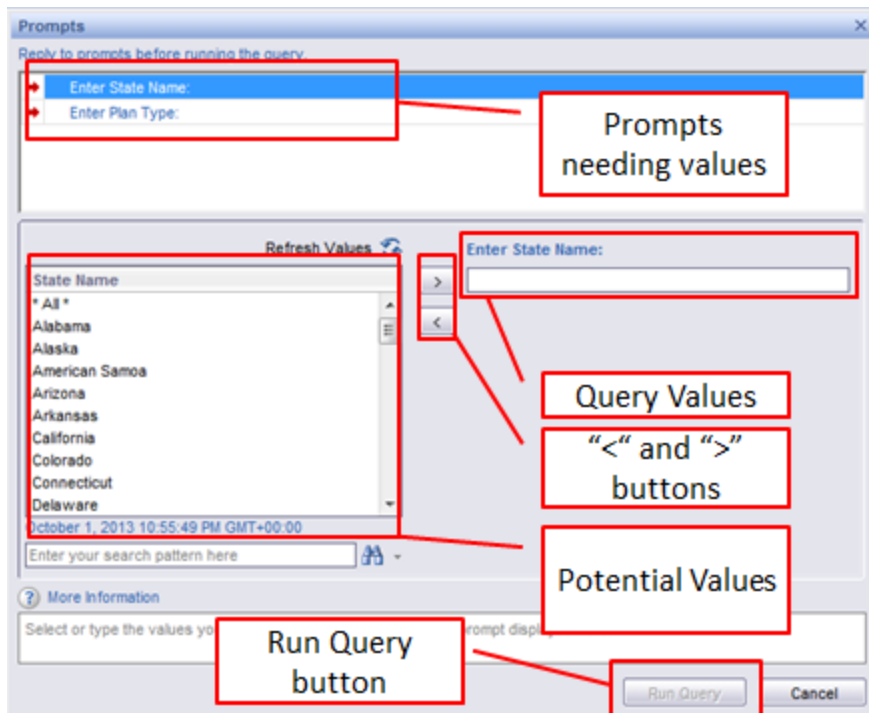 Prompts
Reply to prompts before running the query.
Enter State Name:
Enter Plan Type:
Prompts
needing values
Refresh Values
Enter State Name:
State Name
* All *
Alabama
Alaska
American Samoa
Arizona
Arkansas
California
Colorado
Connecticut
Delaware
>
<
Query Values
“<“ and “>”
buttons
October 1, 2013 10:55:49 PM GMT+00:00
Enter your search pattern here
Potential Values
? More Information
Select or type the values yo
prompt display
Run Query
button
Run Query
Cancel